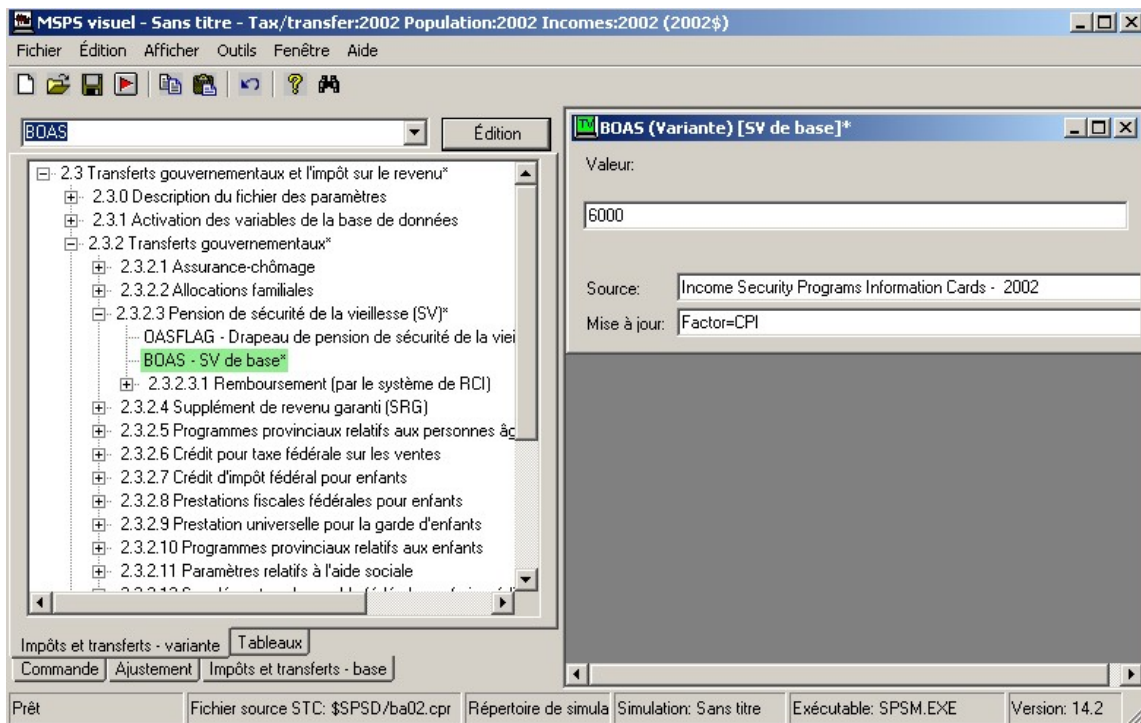 MSPS visuel - Sans titre - Tax/transfer:2002 Population:2002 Incomes:2002 (2002$)
Fichier Édition Afficher Outils Fenêtre Aide
BOAS
Édition
2.3 Transferts gouvernementaux et l'impôt sur le revenu*
2.3.0 Description du fichier des paramètres
2.3.1 Activation des variables de la base de données
2.3.2 Transferts gouvernementaux*
2.3.2.1 Assurance-chômage
2.3.2.2 Allocations familiales
2.3.2.3 Pension de sécurité de la vieillesse (SV)*
OASFLAG - Drapeau de pension de sécurité de la viei
BOAS - SV de base*
2.3.2.3.1 Remboursement (par le système de RCI)
2.3.2.4 Supplément de revenu garanti (SRG)
2.3.2.5 Programmes provinciaux relatifs aux personnes âg
2.3.2.6 Crédit pour taxe fédérale sur les ventes
2.3.2.7 Crédit d'impôt fédéral pour enfants
2.3.2.8 Prestations fiscales fédérales pour enfants
2.3.2.9 Prestation universelle pour la garde d'enfants
2.3.2.10 Programmes provinciaux relatifs aux enfants
2.3.2.11 Paramètres relatifs à l'aide sociale
Impôts et transferts - variante Tableaux
Commande Ajustement Impôts et transferts - base
TV BOAS (Variante) [SV de base]*
Valeur:
6000
Source: Income Security Programs Information Cards - 2002
Mise à jour: Factor=CPI
Prêt Fichier source STC: $SPSD/ba02.cpr Répertoire de simula Simulation: Sans titre Exécutable: SPSM.EXE Version: 14.2